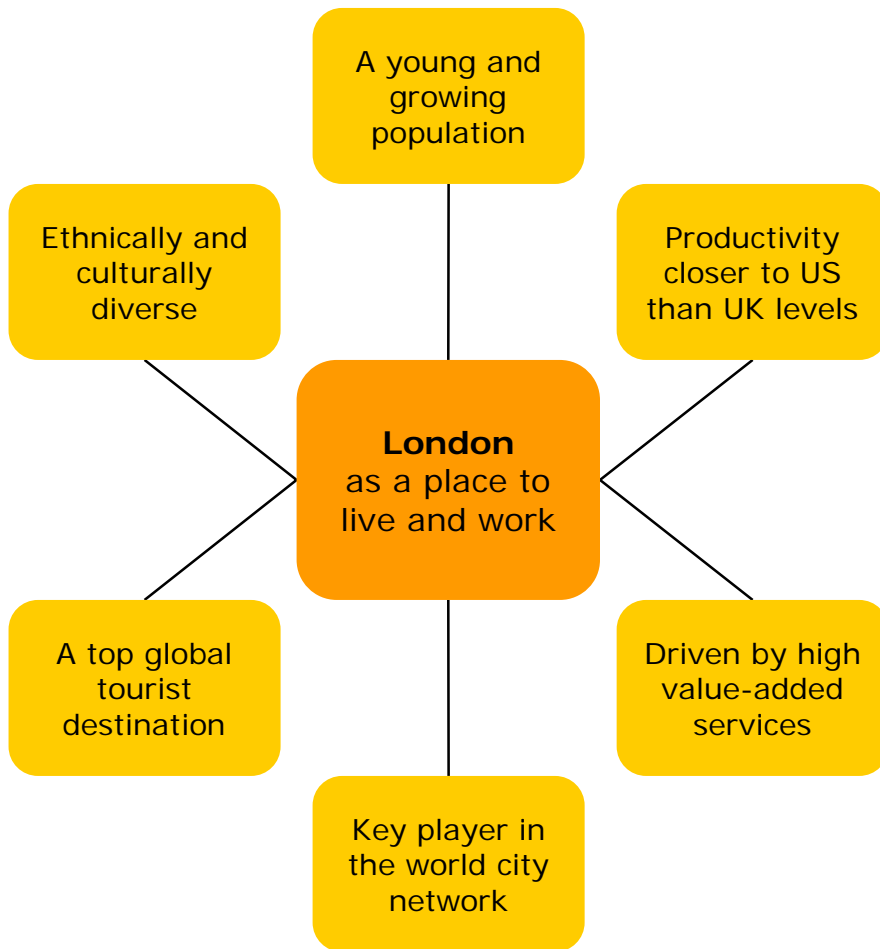 A young and
growing
population
Ethnically and
culturally
diverse
Productivity
closer to US
than UK levels
London
as a place to
live and work
A top global
tourist
destination
Driven by high
value-added
services
Key player in
the world city
network